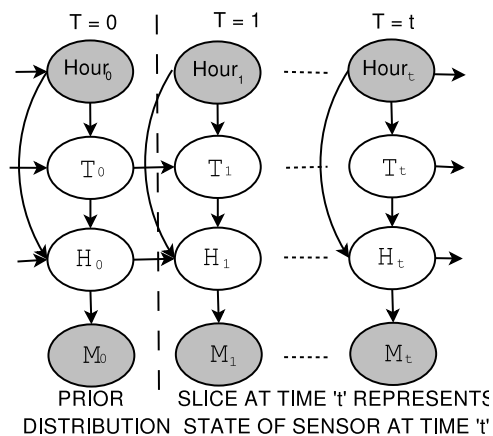 T = 0 T = 1 T = t
Hour0 Hour1 Hourt
T0 T1 Tt
H0 H1 Ht
M0 M1 Mt
PRIOR SLICE AT TIME 't' REPRESENTS
DISTRIBUTION STATE OF SENSOR AT TIME 't'